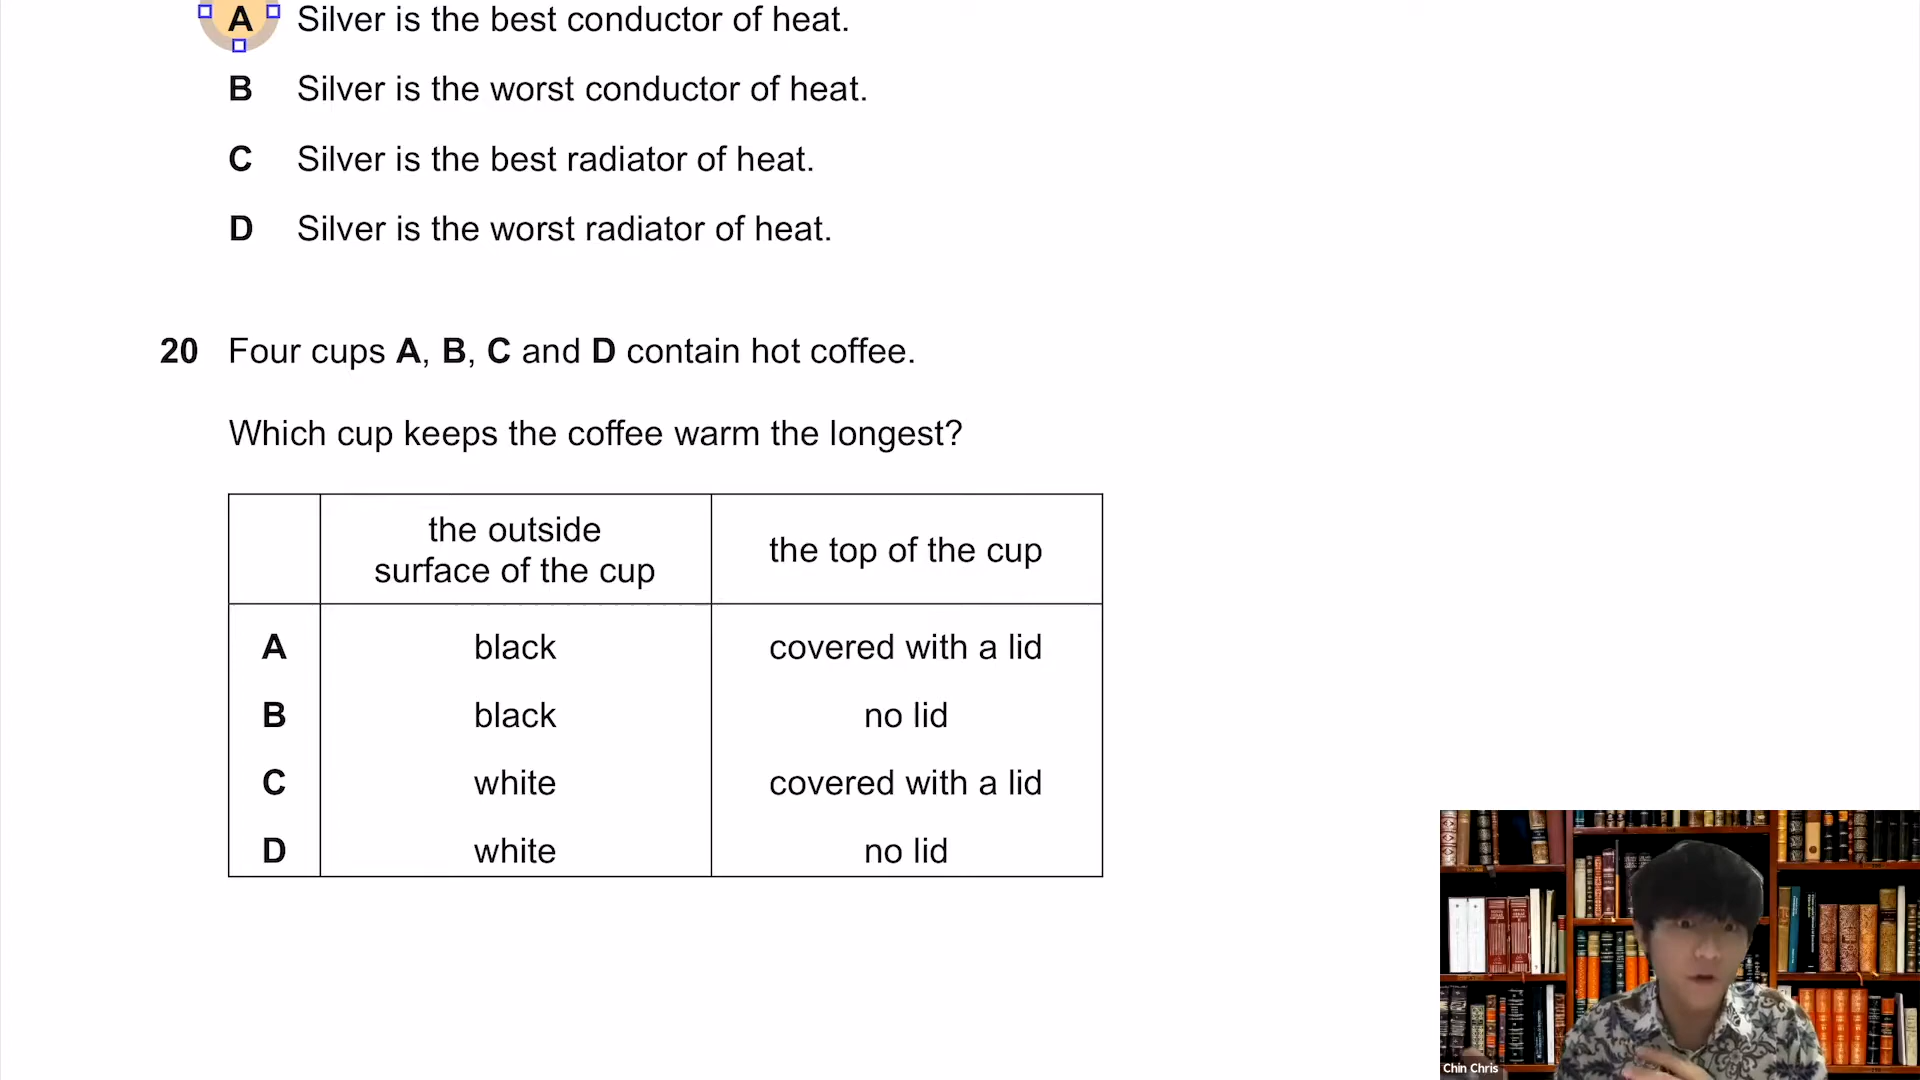 A Silver is the best conductor of heat.
B Silver is the worst conductor of heat.
C Silver is the best radiator of heat.
D Silver is the worst radiator of heat.
20 Four cups A, B, C and D contain hot coffee.
Which cup keeps the coffee warm the longest?
the outside
surface of the cup
the top of the cup
A black covered with a lid
B black no lid
C white covered with a lid
D white no lid
Chin Chris